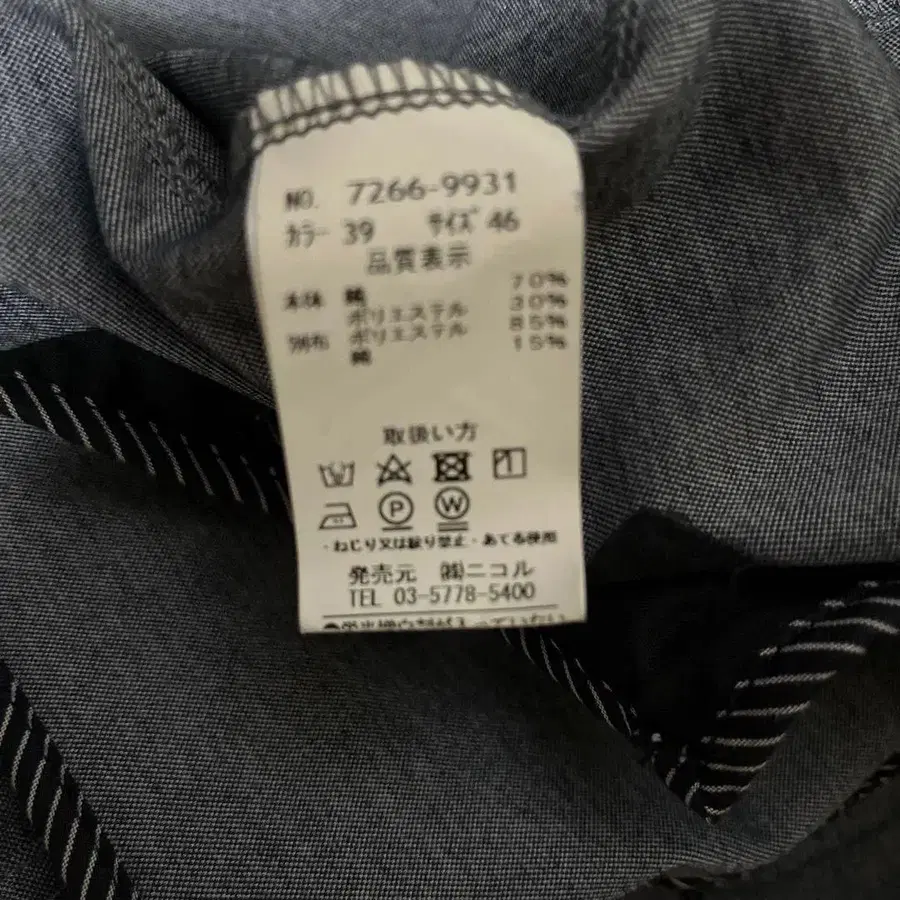 NO. 7266-9931
カラー 39 サイズ 46
品質表示
本体 綿 70%
ポリエステル 30%
別布 ポリエステル 85%
綿 15%
取扱い方
P W
・ねじり又は絞り禁止・あて布使用
発売元 ㈱ニコル
TEL 03-5778-5400